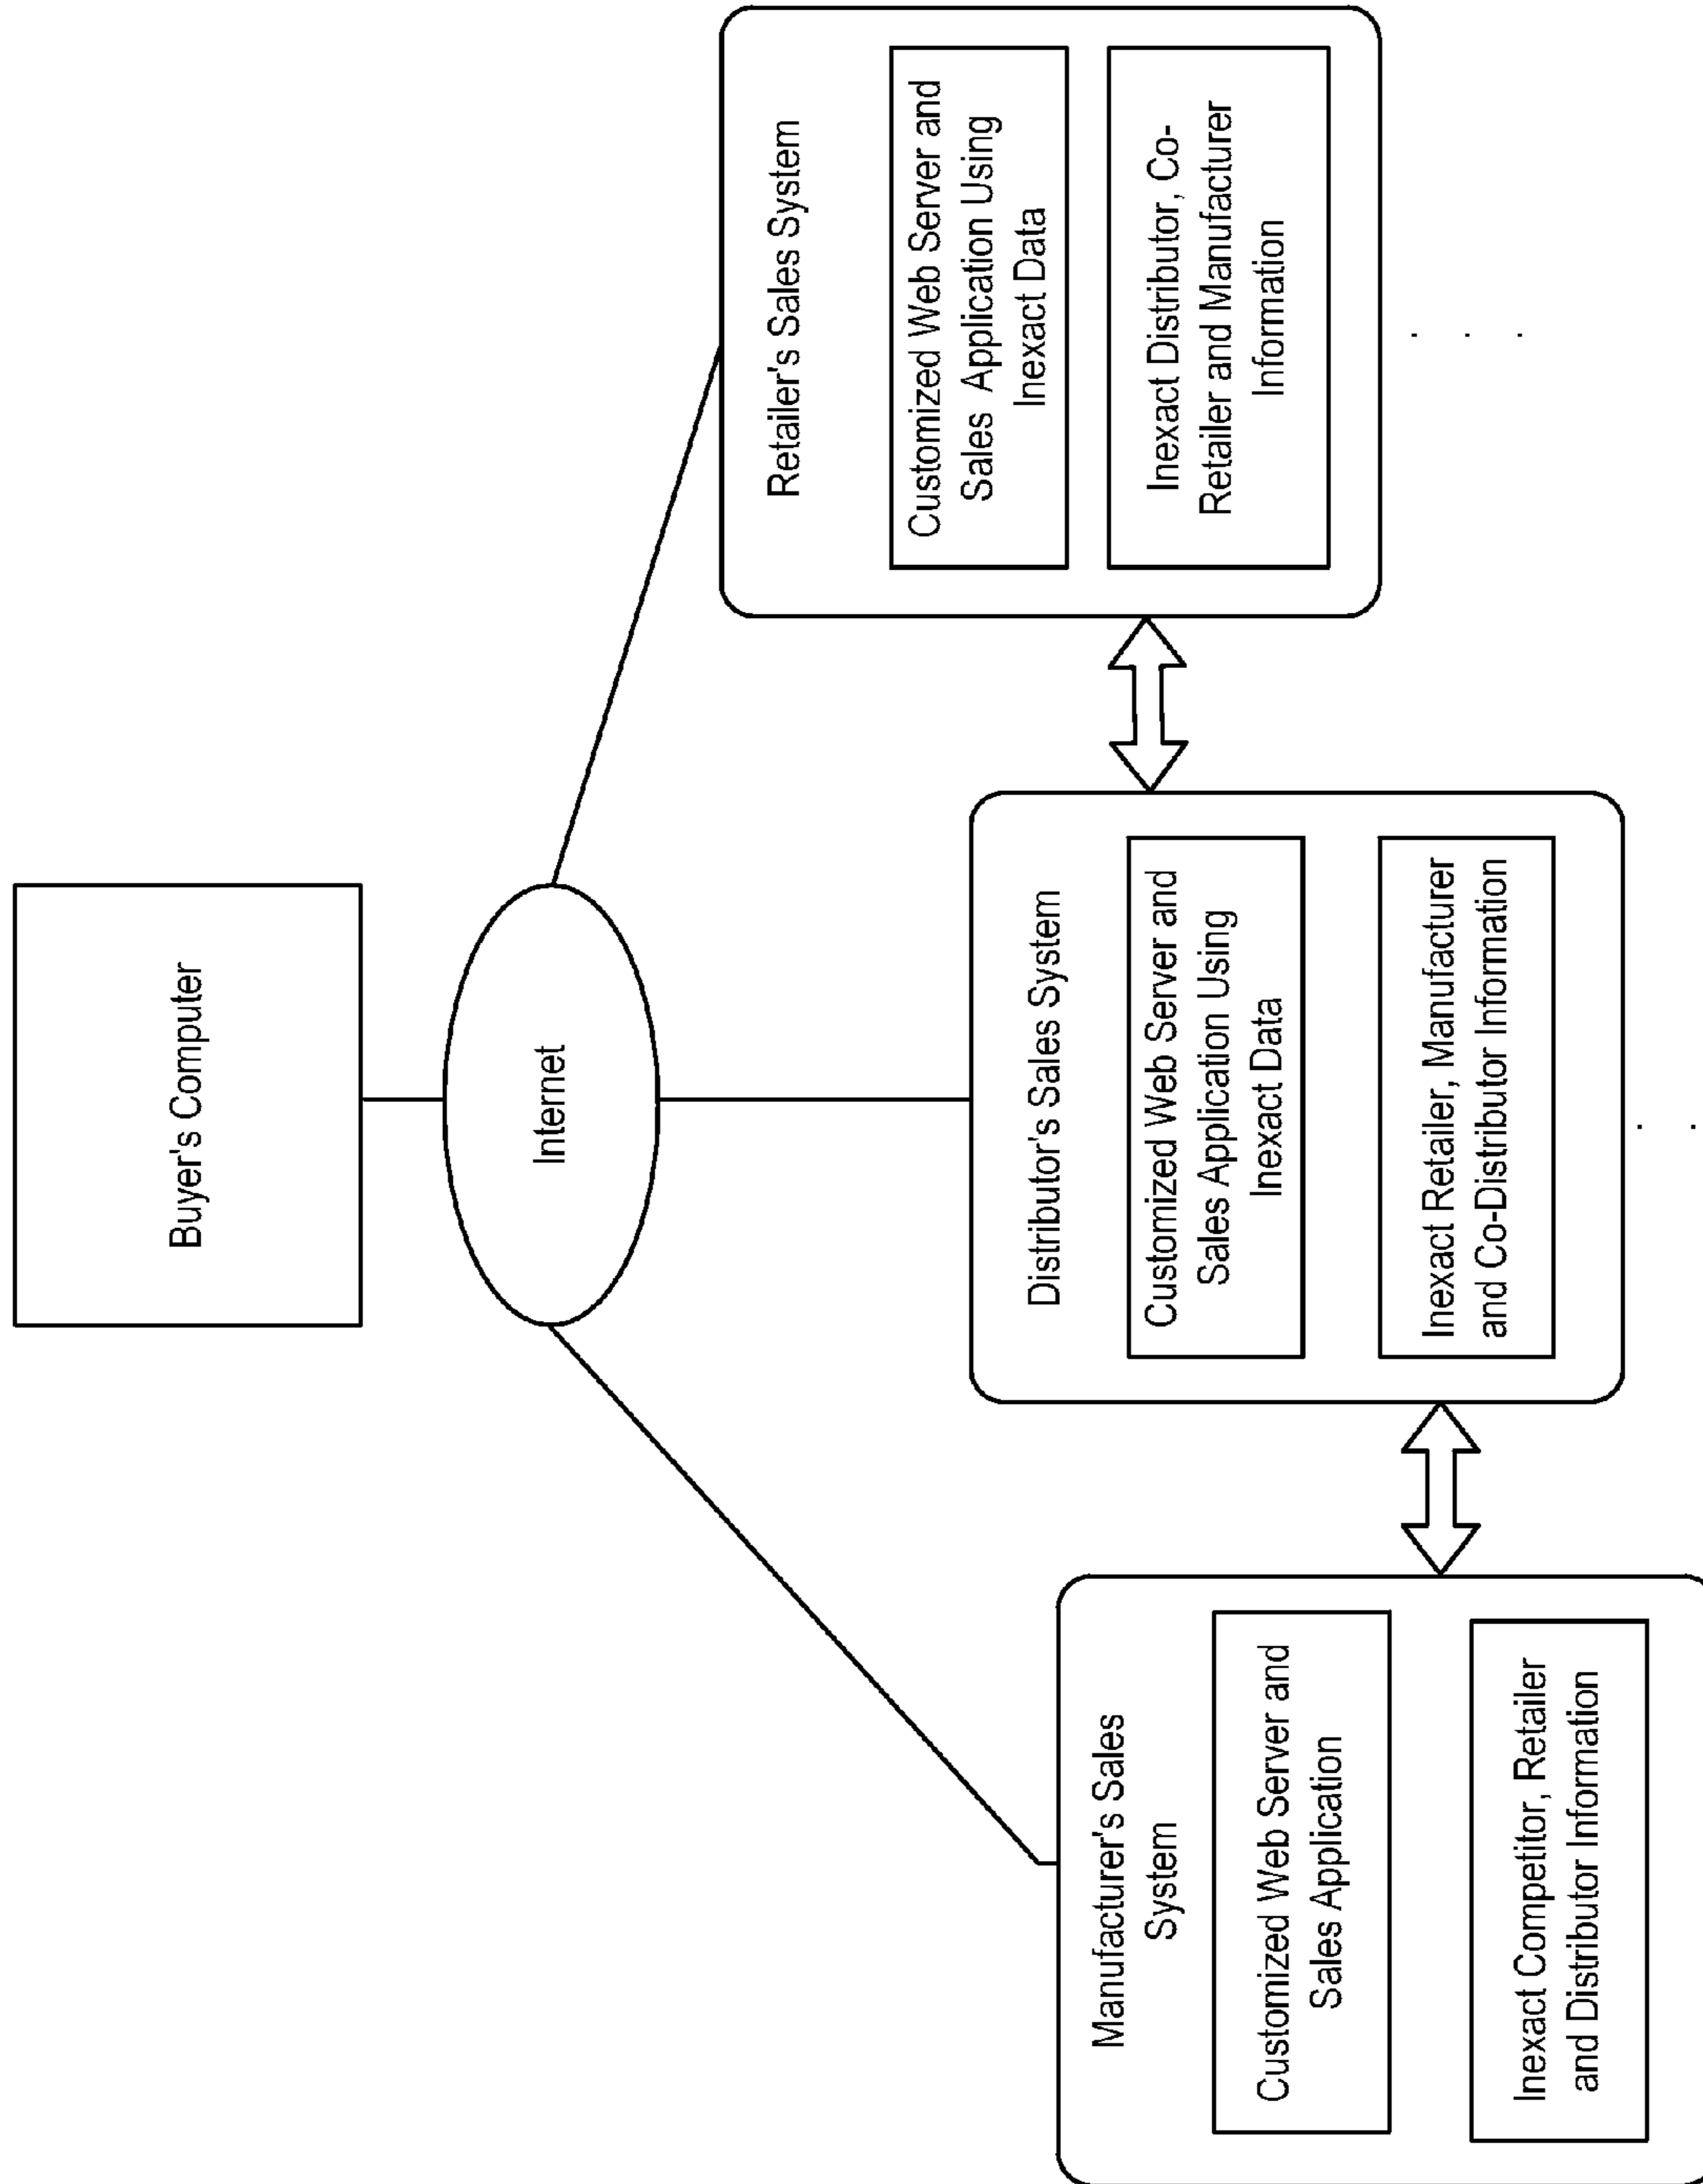 Buyer's Computer
Internet
Manufacturer's Sales
System
Customized Web Server and
Sales Application
Inexact Competitor, Retailer
and Distributor Information
Distributor's Sales System
Customized Web Server and
Sales Application Using
Inexact Data
Inexact Retailer, Manufacturer
and Co-Distributor Information
Retailer's Sales System
Customized Web Server and
Sales Application Using
Inexact Data
Inexact Distributor, Co-
Retailer and Manufacturer
Information